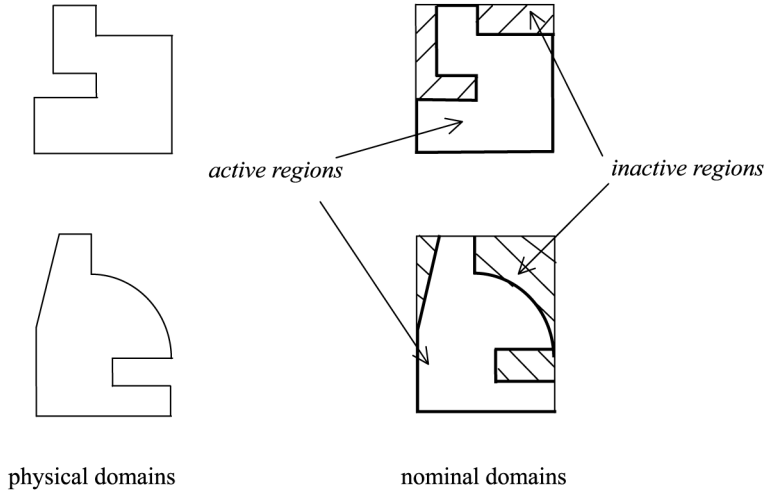 active regions
inactive regions
physical domains
nominal domains